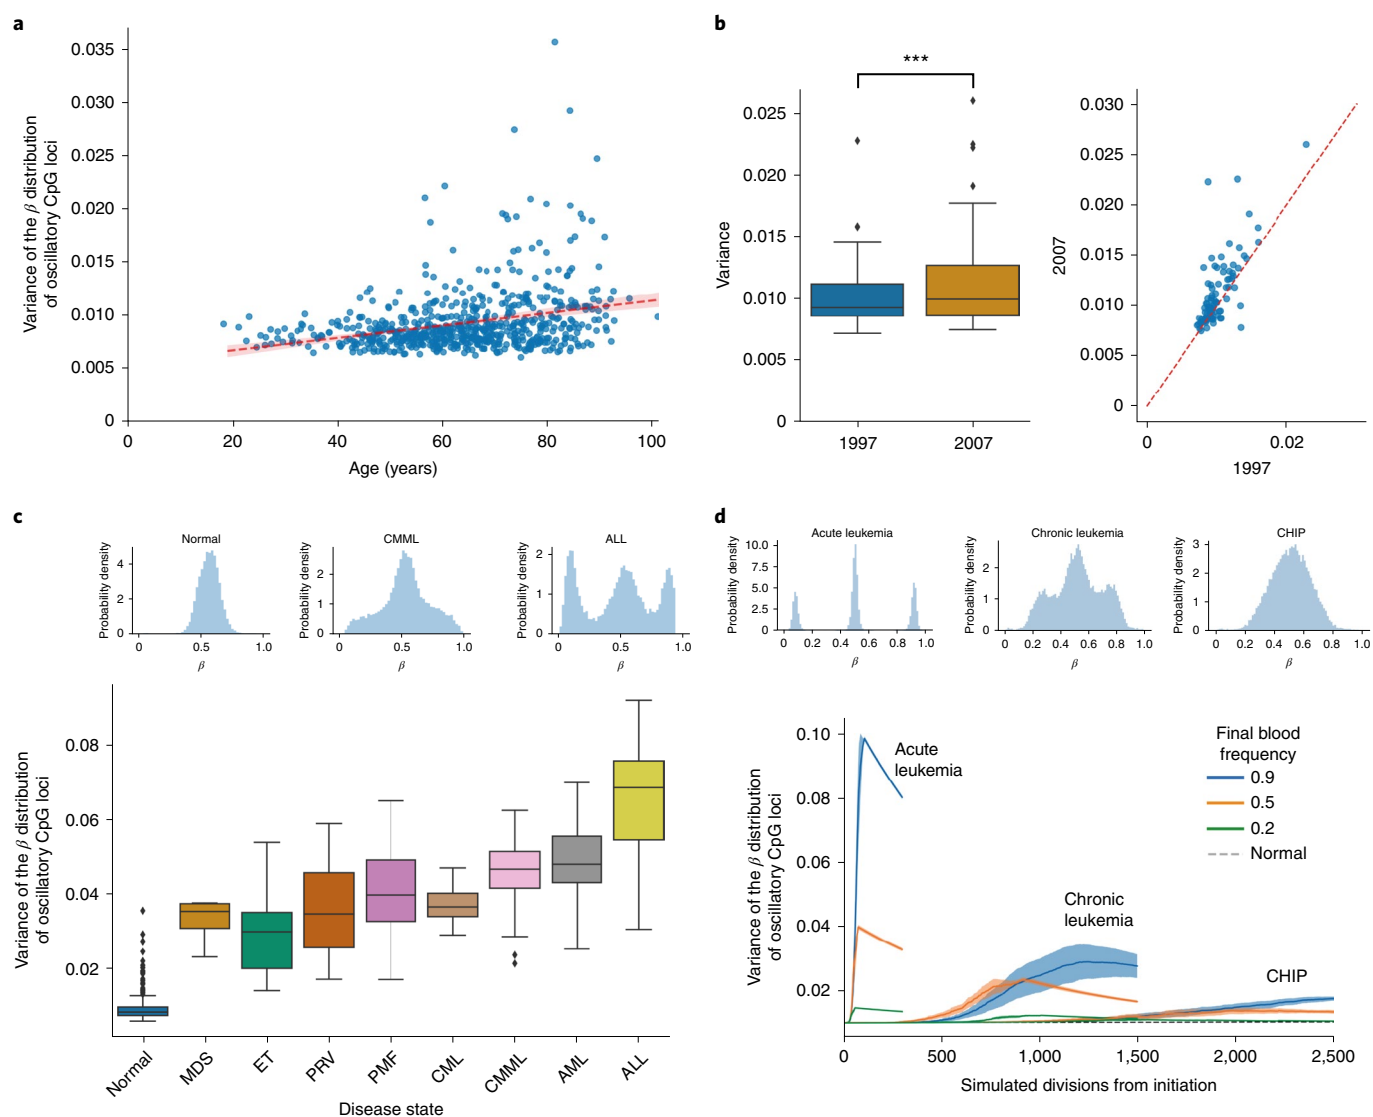 a
0.035
0.030
0.025
0.020
0.015
0.010
0.005
0
Variance of the β distribution
of oscillatory CpG loci
0 20 40 60 80 100
Age (years)
b
***
0.025
0.020
0.015
0.010
0.005
0
Variance
1997 2007
0.030
0.025
0.020
0.015
0.010
0.005
0
2007
0 0.02
1997
c
Normal
Probability density
4
2
0
0 0.5 1.0
β
CMML
Probability density
2
1
0
0 0.5 1.0
β
ALL
Probability density
2
1
0
0 0.5 1.0
β
0.08
0.06
0.04
0.02
Variance of the β distribution
of oscillatory CpG loci
Normal MDS ET PRV PMF CML CMML AML ALL
Disease state
d
Acute leukemia
Probability density
10.0
7.5
5.0
2.5
0
0 0.2 0.4 0.6 0.8 1.0
β
Chronic leukemia
Probability density
2
1
0
0 0.2 0.4 0.6 0.8 1.0
β
CHIP
Probability density
3
2
1
0
0 0.2 0.4 0.6 0.8 1.0
β
0.10
0.08
0.06
0.04
0.02
Variance of the β distribution
of oscillatory CpG loci
Acute
leukemia
Chronic
leukemia
CHIP
Final blood
frequency
0.9
0.5
0.2
Normal
0 500 1,000 1,500 2,000 2,500
Simulated divisions from initiation